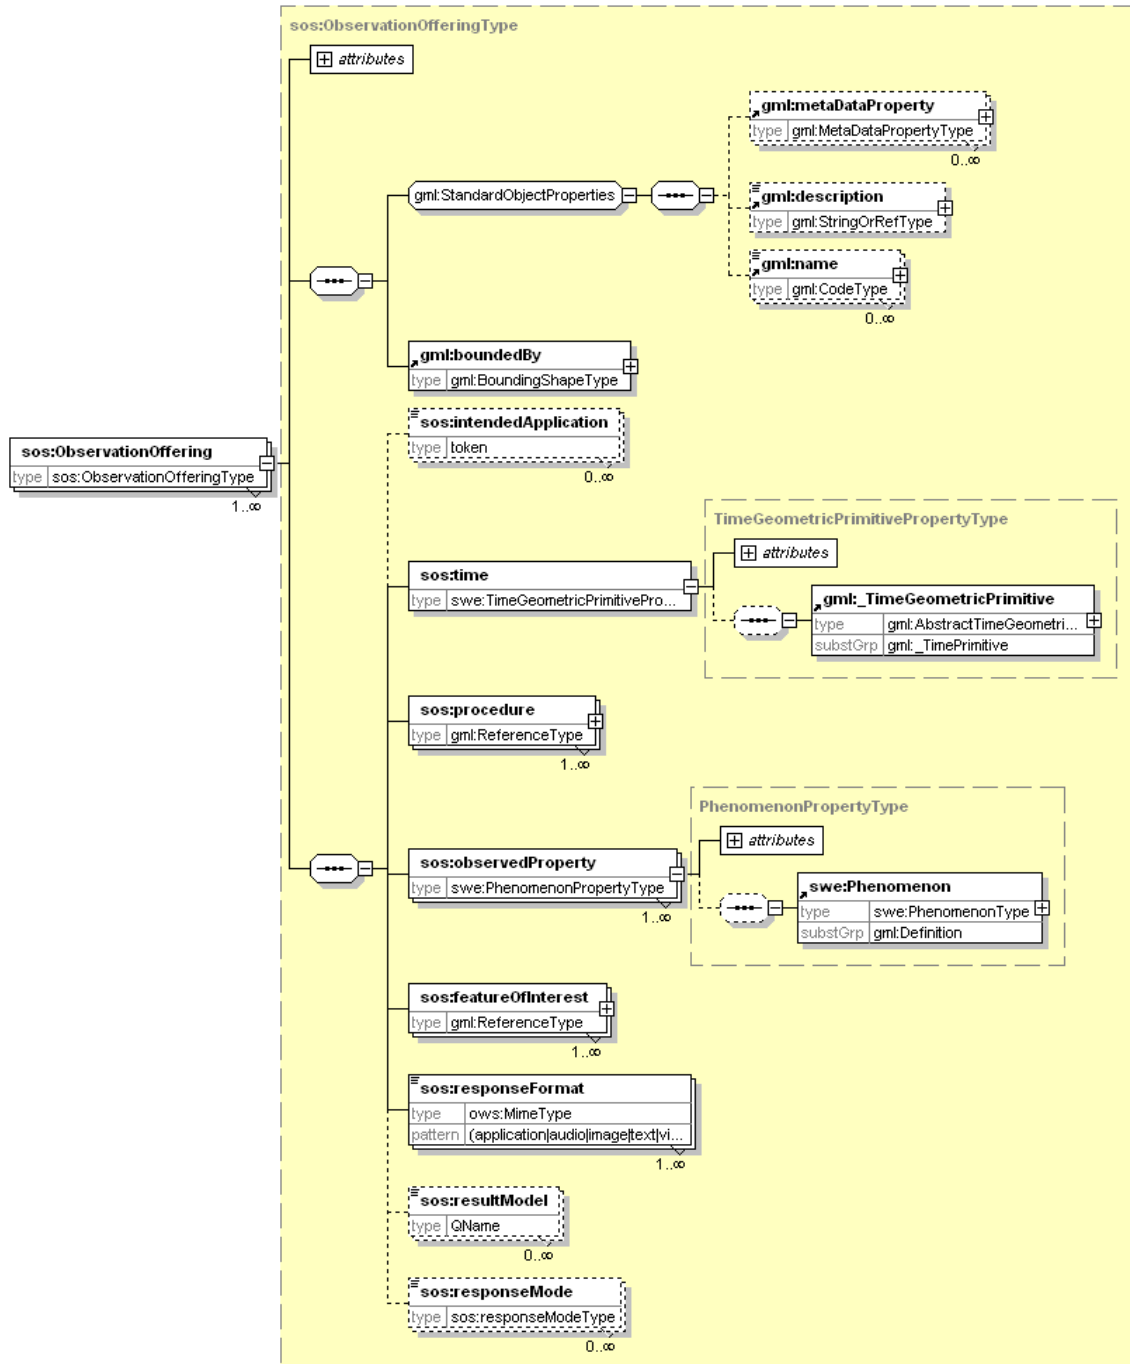 sos:ObservationOfferingType
attributes
gml:metaDataProperty
type gml:MetaDataPropertyType
0..∞
gml:StandardObjectProperties
gml:description
type gml:StringOrRefType
gml:name
type gml:CodeType
0..∞
gml:boundedBy
type gml:BoundingShapeType
sos:intendedApplication
type token
0..∞
sos:ObservationOffering
type sos:ObservationOfferingType
1..∞
TimeGeometricPrimitivePropertyType
attributes
sos:time
type swe:TimeGeometricPrimitivePro...
gml:_TimeGeometricPrimitive
type gml:AbstractTimeGeometri...
substGrp gml:_TimePrimitive
sos:procedure
type gml:ReferenceType
1..∞
PhenomenonPropertyType
attributes
sos:observedProperty
type swe:PhenomenonPropertyType
1..∞
swe:Phenomenon
type swe:PhenomenonType
substGrp gml:Definition
sos:featureOfInterest
type gml:ReferenceType
1..∞
sos:responseFormat
type ows:MimeType
pattern (application|audio|image|text|vi...
1..∞
sos:resultModel
type QName
0..∞
sos:responseMode
type sos:responseModeType
0..∞